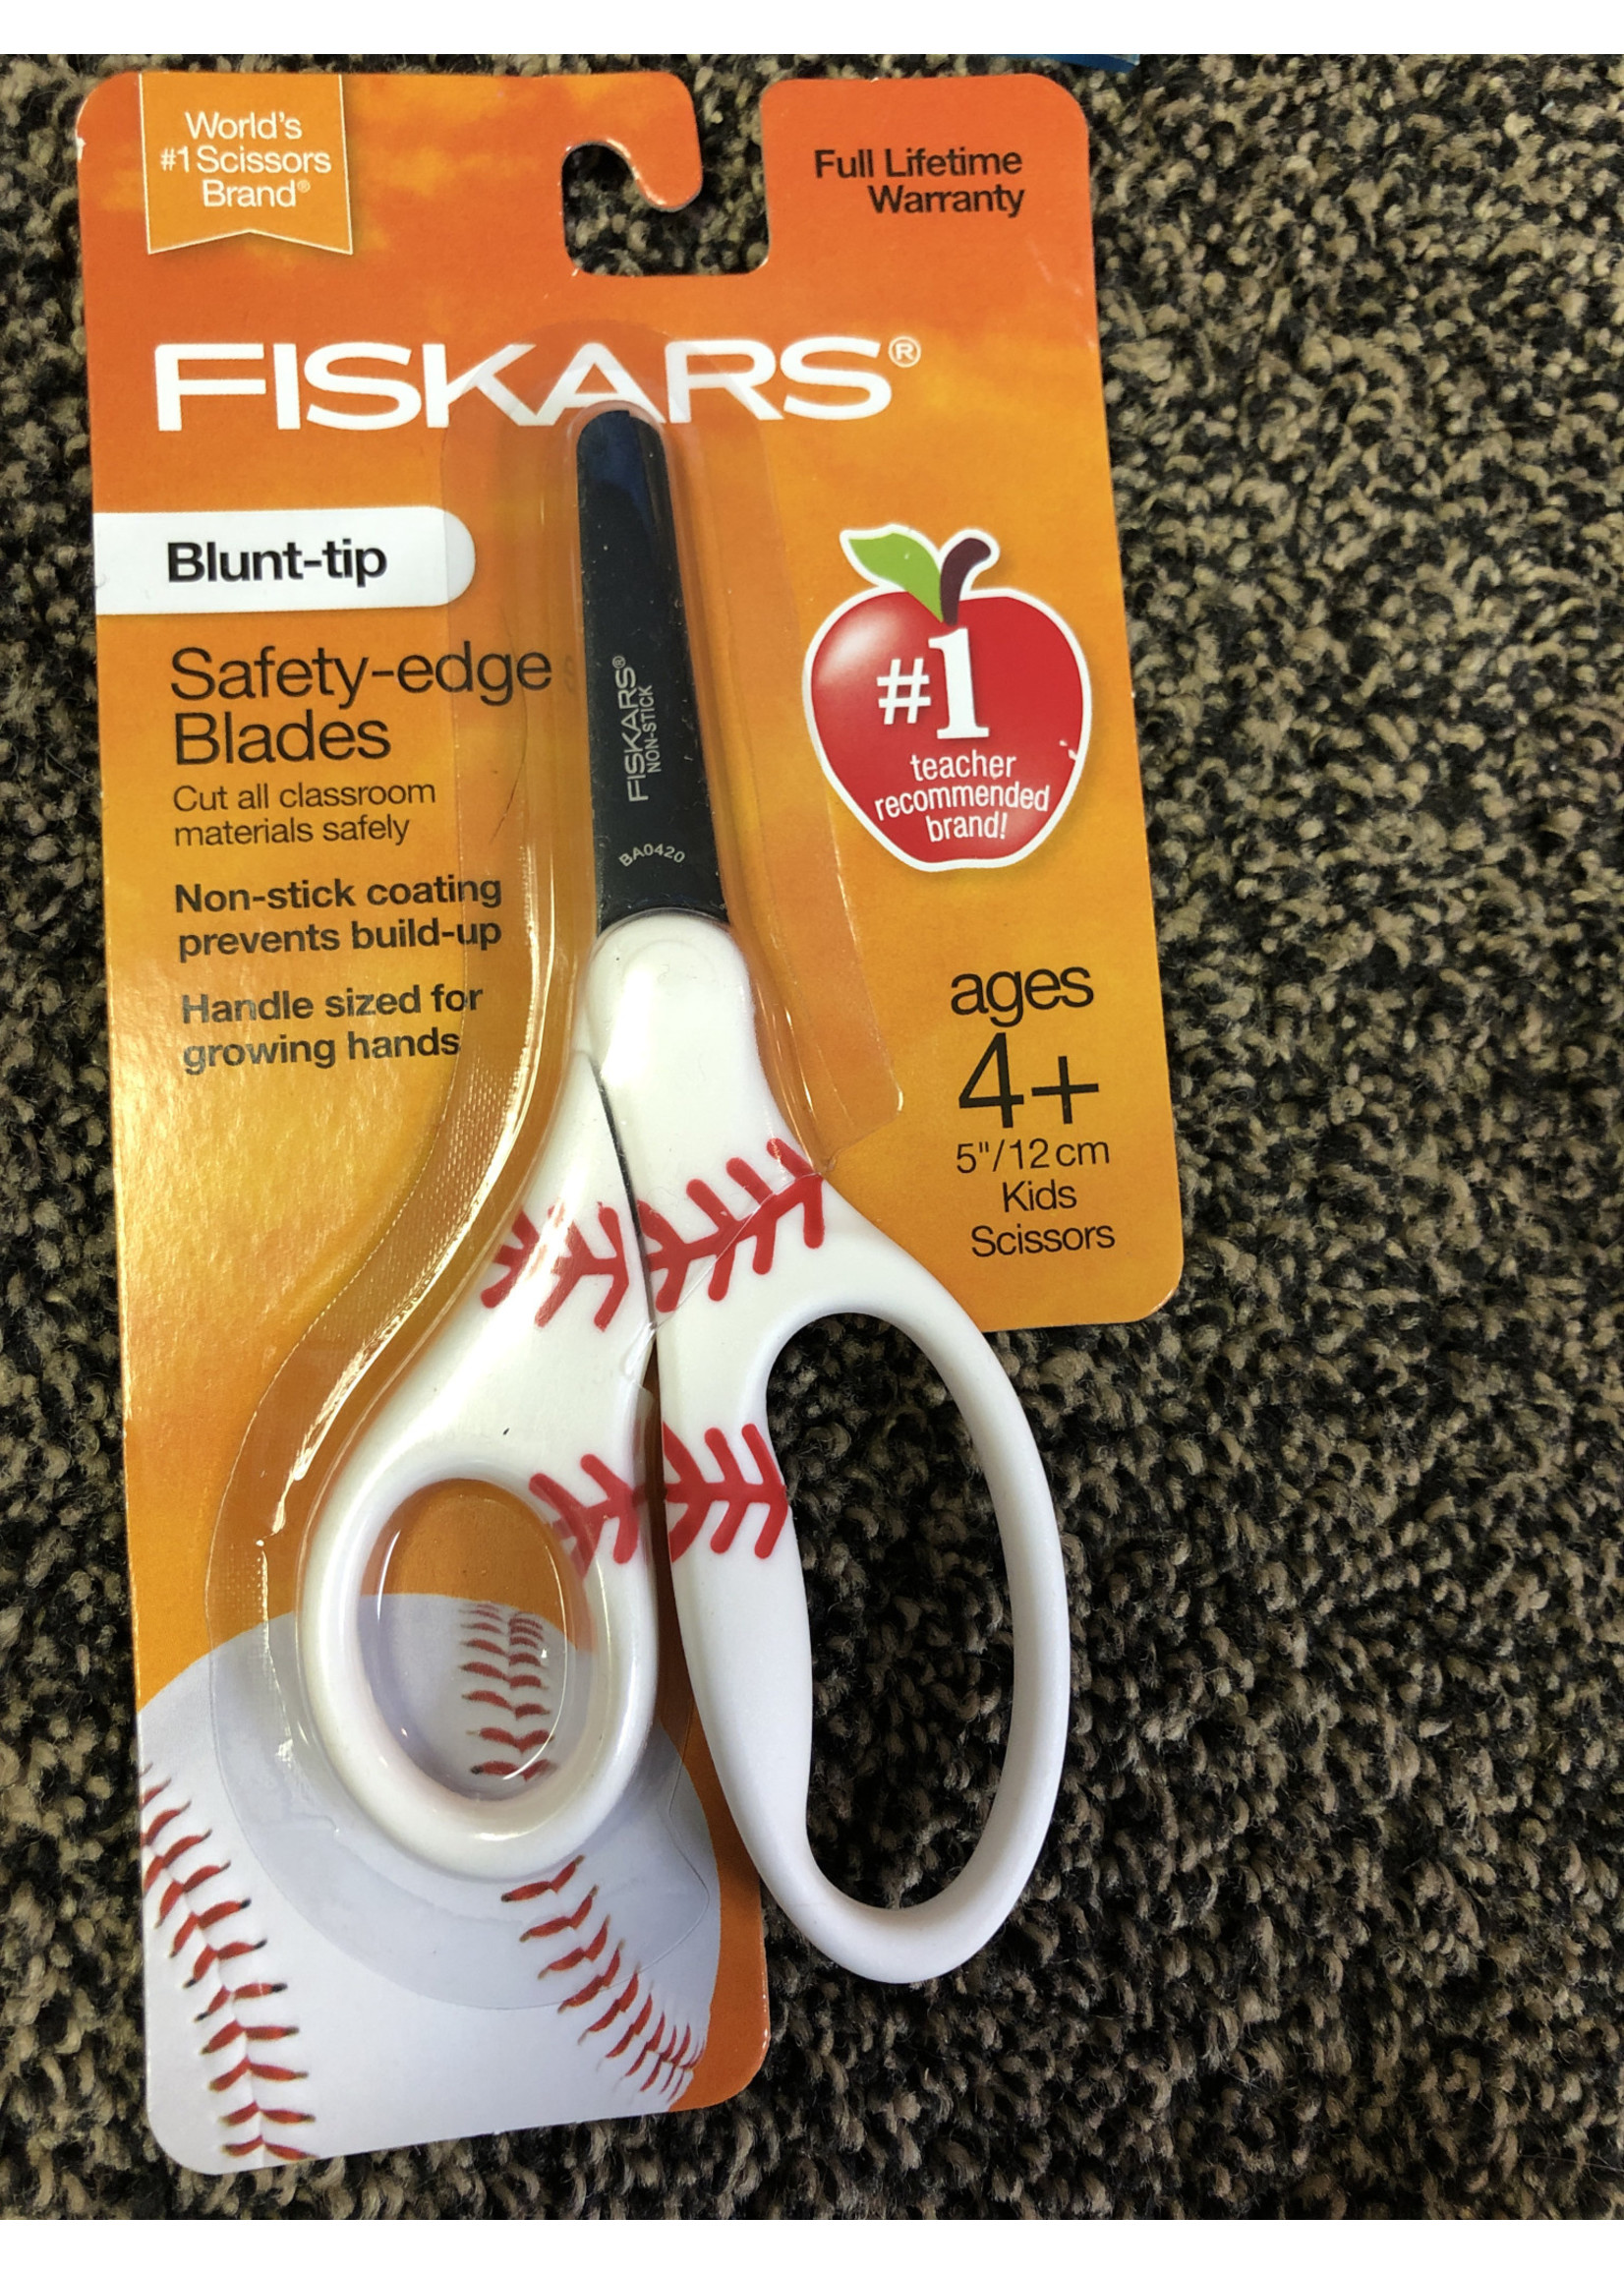 World's
#1 Scissors
Brand®
Full Lifetime
Warranty
FISKARS®
Blunt-tip
Safety-edge
Blades
Cut all classroom
materials safely
Non-stick coating
prevents build-up
Handle sized for
growing hands
FISKARS®
NON-STICK
BA0420
#1
teacher
recommended
brand!
ages
4+
5"/12 cm
Kids
Scissors